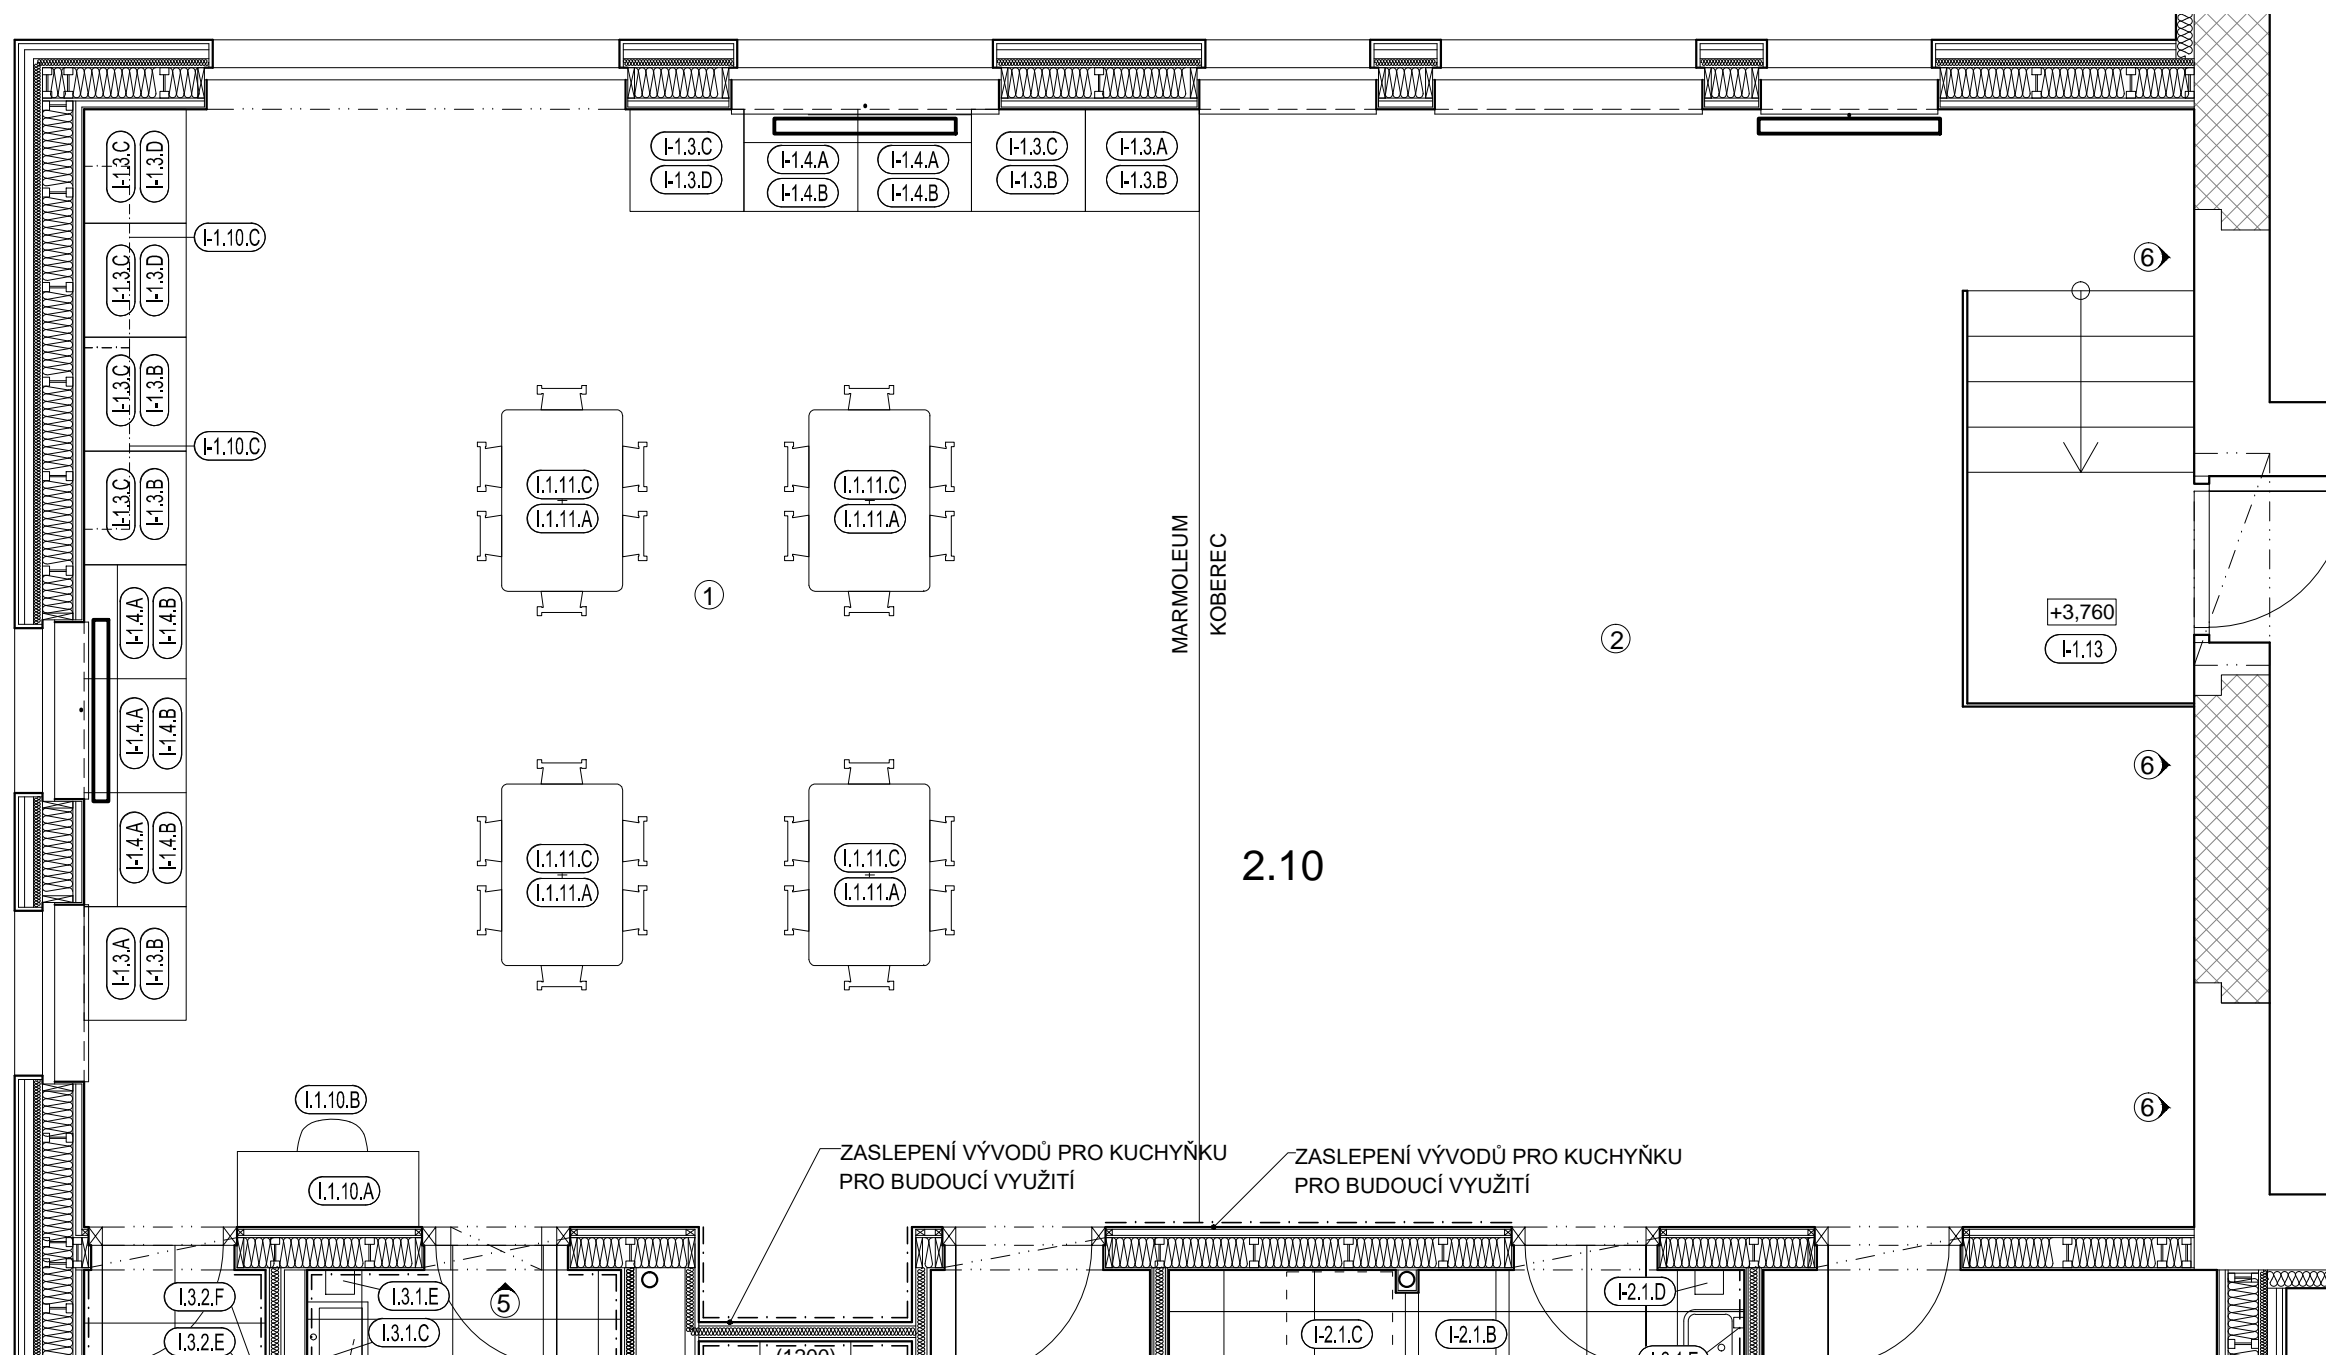 I-1.3.C
I-1.3.D
I-1.3.C
I-1.3.D
I-1.4.A
I-1.4.B
I-1.4.A
I-1.4.B
I-1.3.C
I-1.3.B
I-1.3.A
I-1.3.B
I-1.10.C
6
I-1.3.C
I-1.3.D
I-1.3.C
I-1.3.B
I-1.10.C
I-1.3.C
I-1.3.B
I.1.11.C
I.1.11.A
I.1.11.C
I.1.11.A
MARMOLEUM
KOBEREC
1
2
+3,760
I-1.13
I-1.4.A
I-1.4.B
I-1.4.A
I-1.4.B
6
I-1.4.A
I-1.4.B
I.1.11.C
I.1.11.A
I.1.11.C
I.1.11.A
2.10
I-1.3.A
I-1.3.B
I.1.10.B
6
I.1.10.A
ZASLEPENÍ VÝVODŮ PRO KUCHYŇKU
PRO BUDOUCÍ VYUŽITÍ
ZASLEPENÍ VÝVODŮ PRO KUCHYŇKU
PRO BUDOUCÍ VYUŽITÍ
I.3.2.F
I.3.1.E
5
I-2.1.D
I.3.2.E
I.3.1.C
I-2.1.C
I-2.1.B